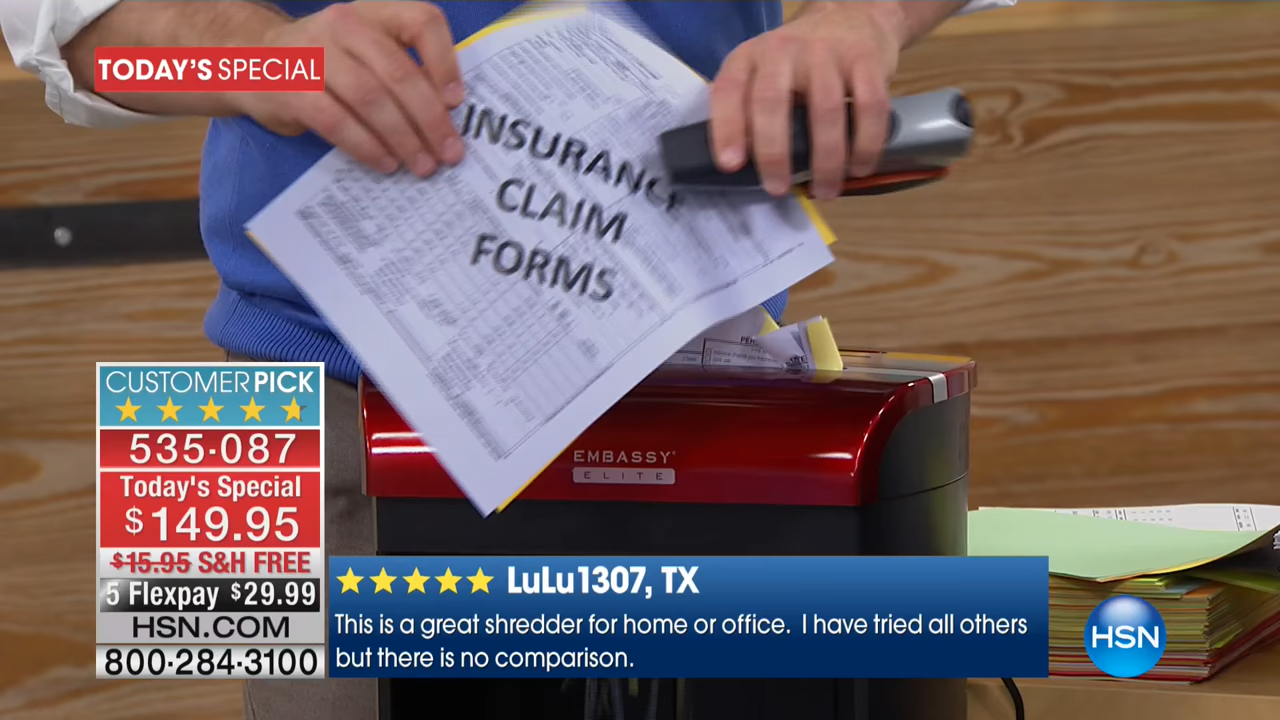 TODAY'S SPECIAL
INSURANCE
CLAIM
FORMS
EMBASSY
ELITE
CUSTOMER PICK
535-087
Today's Special
$149.95
$15.95 S&H FREE
5 Flexpay $29.99
HSN.COM
800-284-3100
LuLu1307, TX
This is a great shredder for home or office. I have tried all others
but there is no comparison.
HSN